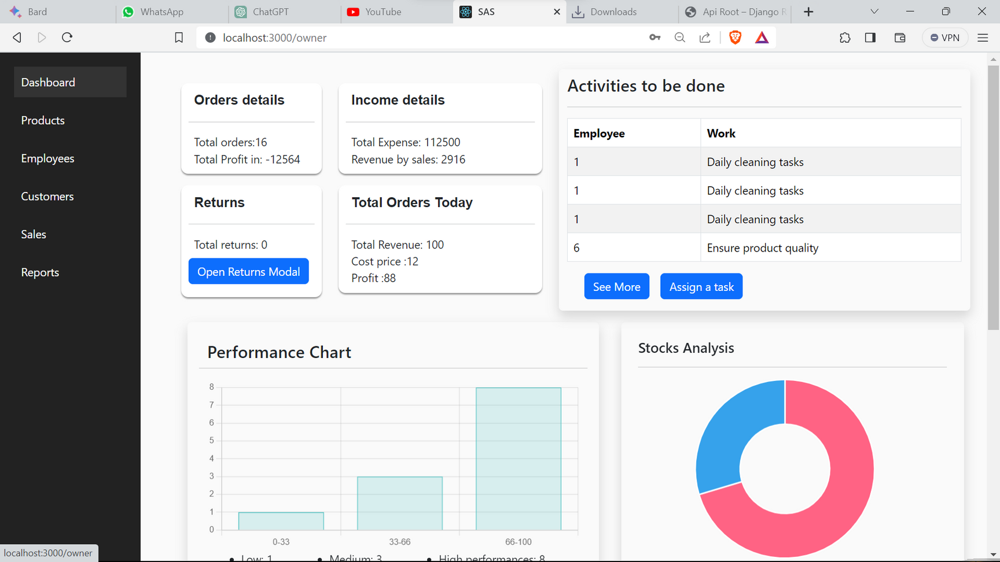 Bard
WhatsApp
ChatGPT
YouTube
SAS
Downloads
Api Root – Django R
localhost:3000/owner
VPN
Dashboard
Products
Employees
Customers
Sales
Reports
Orders details
Total orders:16
Total Profit in: -12564
Income details
Total Expense: 112500
Revenue by sales: 2916
Returns
Total returns: 0
Open Returns Modal
Total Orders Today
Total Revenue: 100
Cost price :12
Profit :88
Activities to be done
Employee Work
1 Daily cleaning tasks
1 Daily cleaning tasks
1 Daily cleaning tasks
6 Ensure product quality
See More Assign a task
Performance Chart
8
7
6
5
4
3
2
1
0
0-33 33-66 66-100
• Low: 1 • Medium: 3 • High performances: 8
Stocks Analysis
localhost:3000/owner